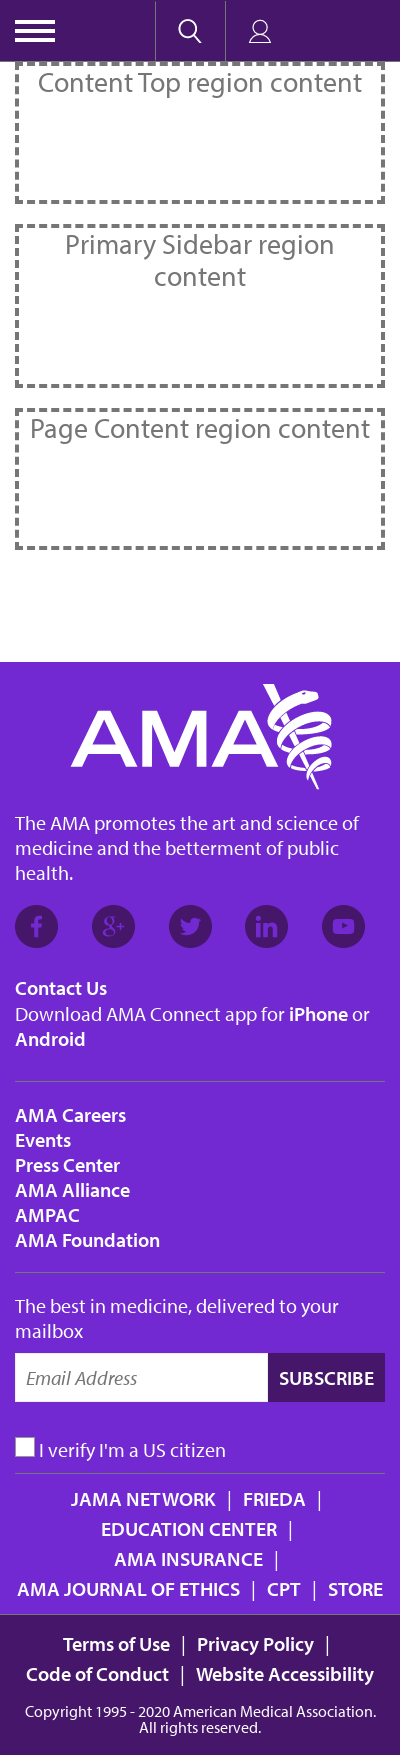 Content Top region content
Primary Sidebar region
content
Page Content region content
AMA
The AMA promotes the art and science of
medicine and the betterment of public
health.
Contact Us
Download AMA Connect app for iPhone or
Android
AMA Careers
Events
Press Center
AMA Alliance
AMPAC
AMA Foundation
The best in medicine, delivered to your
mailbox
Email Address SUBSCRIBE
I verify I'm a US citizen
JAMA NETWORK | FRIEDA |
EDUCATION CENTER |
AMA INSURANCE |
AMA JOURNAL OF ETHICS | CPT | STORE
Terms of Use | Privacy Policy |
Code of Conduct | Website Accessibility
Copyright 1995 - 2020 American Medical Association.
All rights reserved.